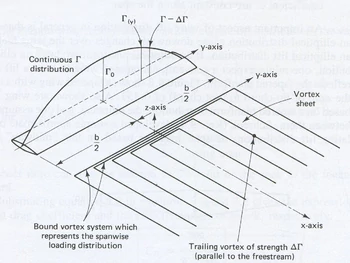 Γ(y)
Γ – ΔΓ
Continuous Γ
distribution
Γ0
y-axis
y-axis
b
2
b
2
z-axis
Vortex
sheet
x-axis
Bound vortex system which
represents the spanwise
loading distribution
Trailing vortex of strength ΔΓ
(parallel to the freestream)